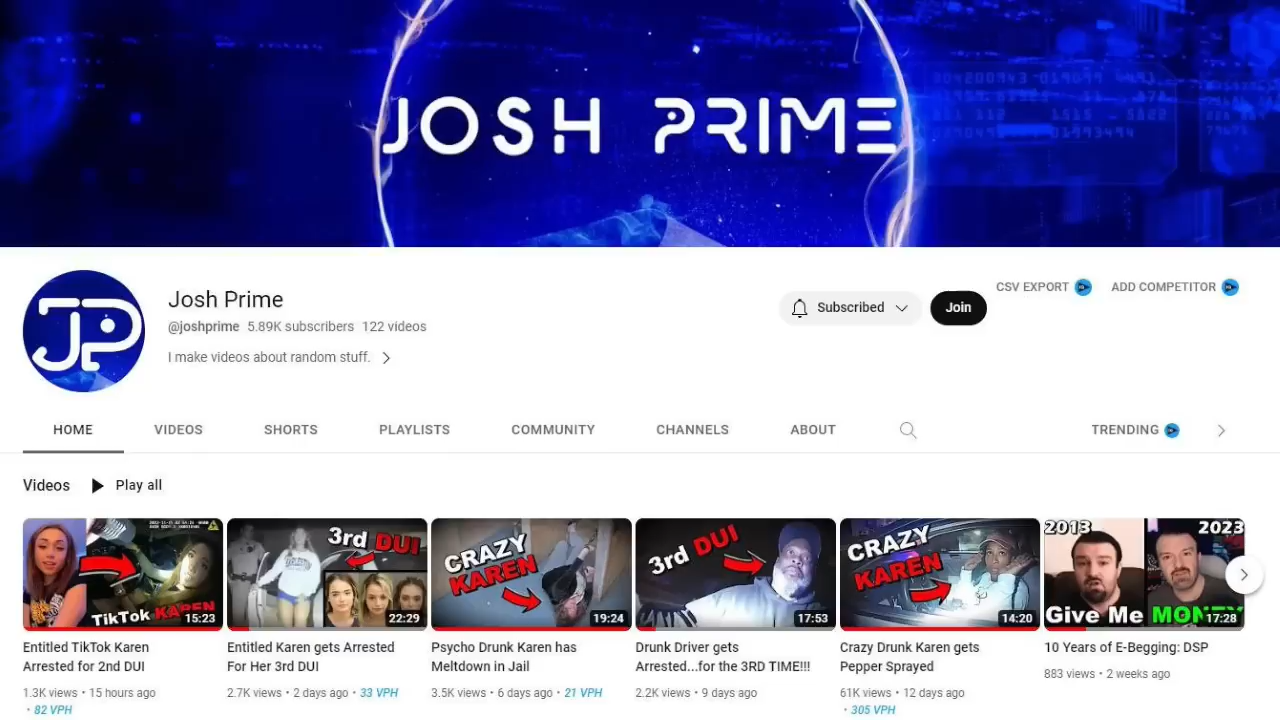 JOSH PRIME
JP
Josh Prime
@joshprime 5.89K subscribers 122 videos
I make videos about random stuff.
Subscribed
Join
CSV EXPORT
ADD COMPETITOR
HOME VIDEOS SHORTS PLAYLISTS COMMUNITY CHANNELS ABOUT TRENDING
Videos Play all
TikTok KAREN
15:23
Entitled TikTok Karen
Arrested for 2nd DUI
1.3K views • 15 hours ago
• 82 VPH
3rd DUI
22:29
Entitled Karen gets Arrested
For Her 3rd DUI
2.7K views • 2 days ago • 33 VPH
CRAZY
KAREN
19:24
Psycho Drunk Karen has
Meltdown in Jail
3.5K views • 6 days ago • 21 VPH
3rd DUI
17:53
Drunk Driver gets
Arrested...for the 3RD TIME!!!
2.2K views • 9 days ago
CRAZY
KAREN
14:20
Crazy Drunk Karen gets
Pepper Sprayed
61K views • 12 days ago
• 305 VPH
2013 2023
Give Me MONEY
17:28
10 Years of E-Begging: DSP
883 views • 2 weeks ago